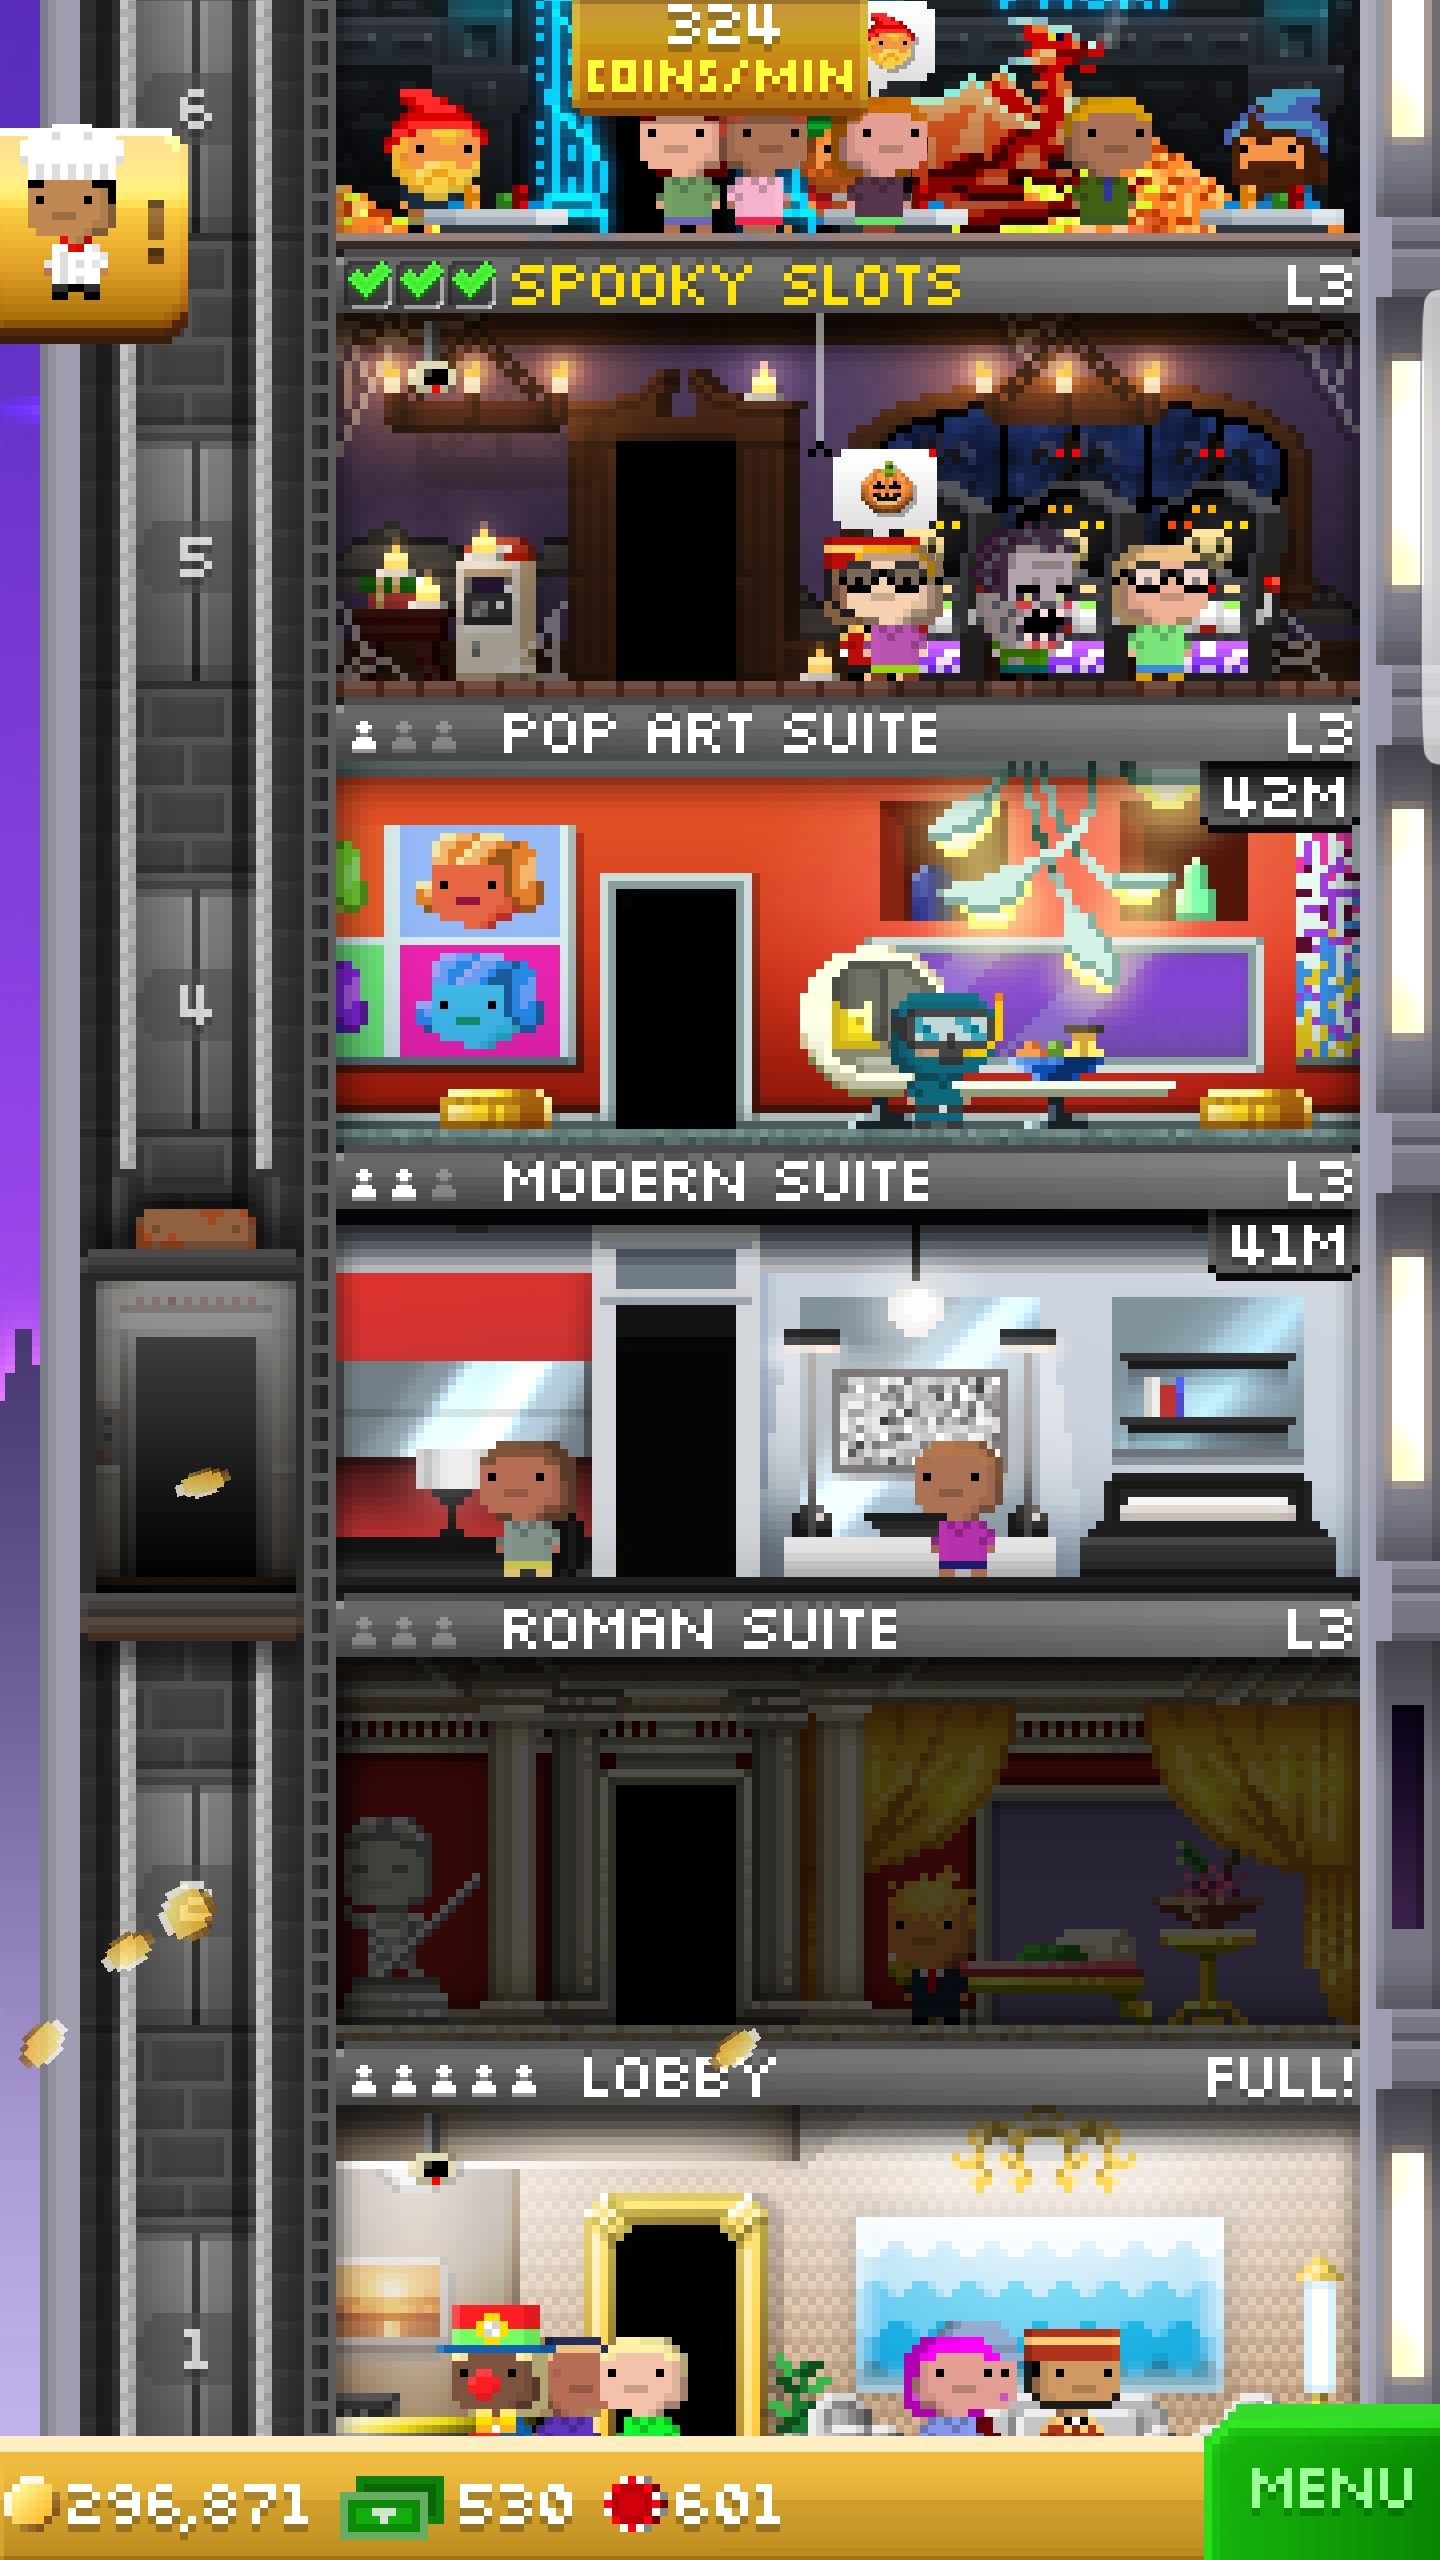 324
COINS/MIN
6
!
SPOOKY SLOTS L3
5
POP ART SUITE L3
42M
4
MODERN SUITE L3
41M
ROMAN SUITE L3
LOBBY FULL!
1
296,871 530 601
MENU